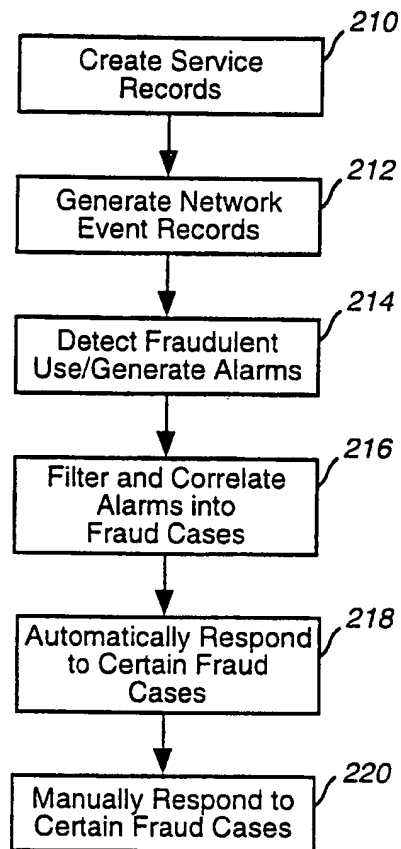 210
Create Service
Records
212
Generate Network
Event Records
214
Detect Fraudulent
Use/Generate Alarms
216
Filter and Correlate
Alarms into
Fraud Cases
218
Automatically Respond
to Certain Fraud
Cases
220
Manually Respond to
Certain Fraud Cases